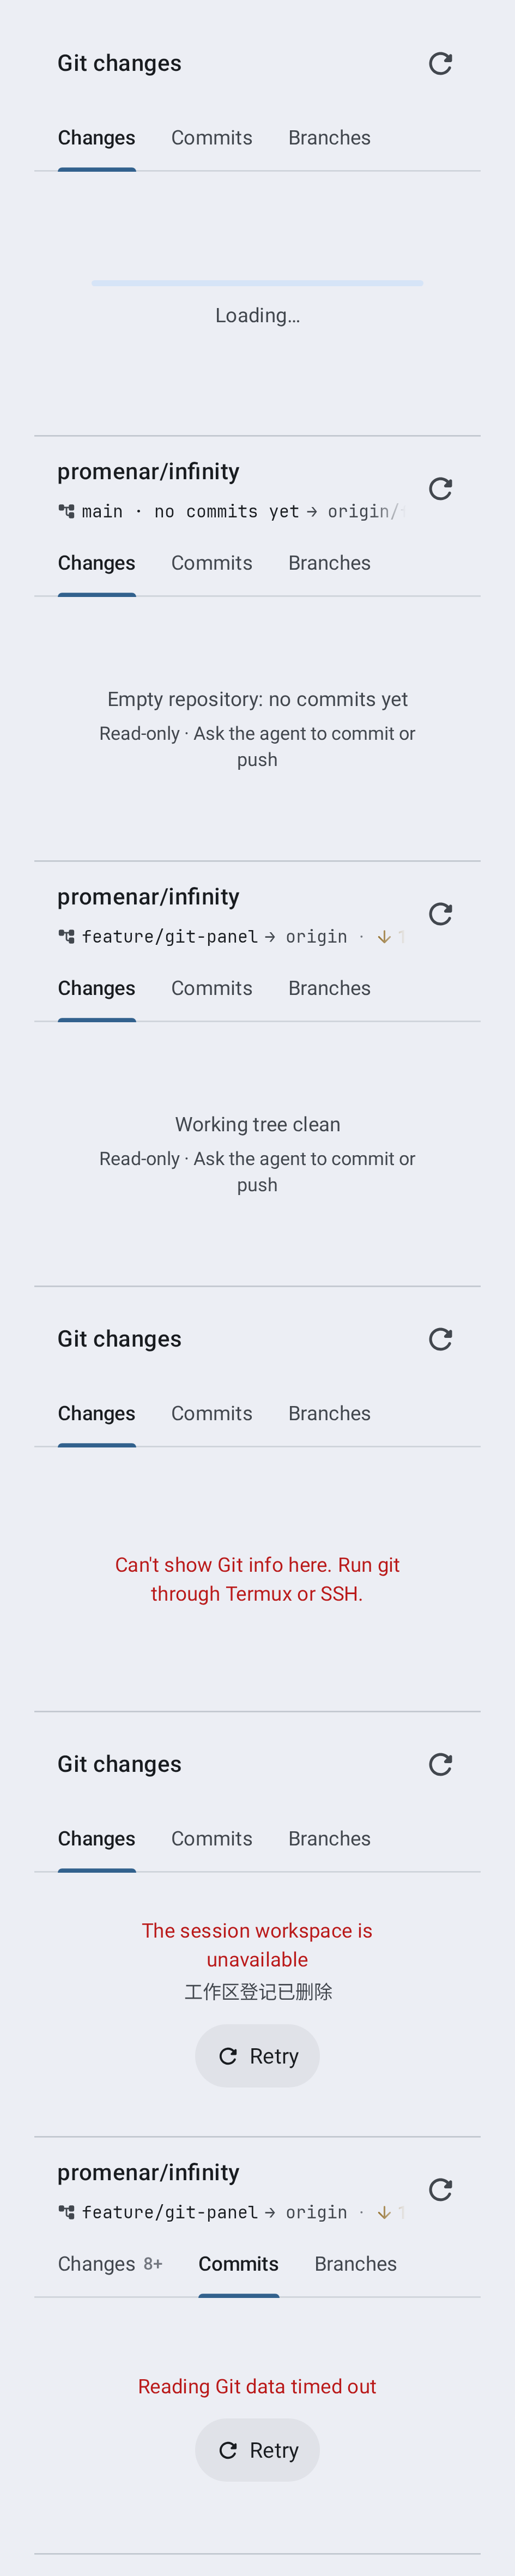 Git changes
Changes Commits Branches
Loading...
promenar/infinity
main · no commits yet → origin/
Changes Commits Branches
Empty repository: no commits yet
Read-only · Ask the agent to commit or
push
promenar/infinity
feature/git-panel → origin · ↓
Changes Commits Branches
Working tree clean
Read-only · Ask the agent to commit or
push
Git changes
Changes Commits Branches
Can't show Git info here. Run git
through Termux or SSH.
Git changes
Changes Commits Branches
The session workspace is
unavailable
工作区登记已删除
Retry
promenar/infinity
feature/git-panel → origin · ↓
Changes 8+ Commits Branches
Reading Git data timed out
Retry